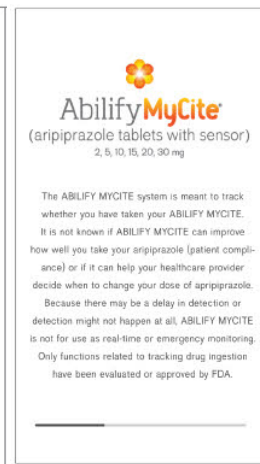 Abilify MyCite®
(aripiprazole tablets with sensor)
2, 5, 10, 15, 20, 30 mg
The ABILIFY MYCITE system is meant to track
whether you have taken your ABILIFY MYCITE.
It is not known if ABILIFY MYCITE can improve
how well you take your aripiprazole (patient compli-
ance) or if it can help your healthcare provider
decide when to change your dose of apripiprazole.
Because there may be a delay in detection or
detection might not happen at all, ABILIFY MYCITE
is not for use as real-time or emergency monitoring.
Only functions related to tracking drug ingestion
have been evaluated or approved by FDA.